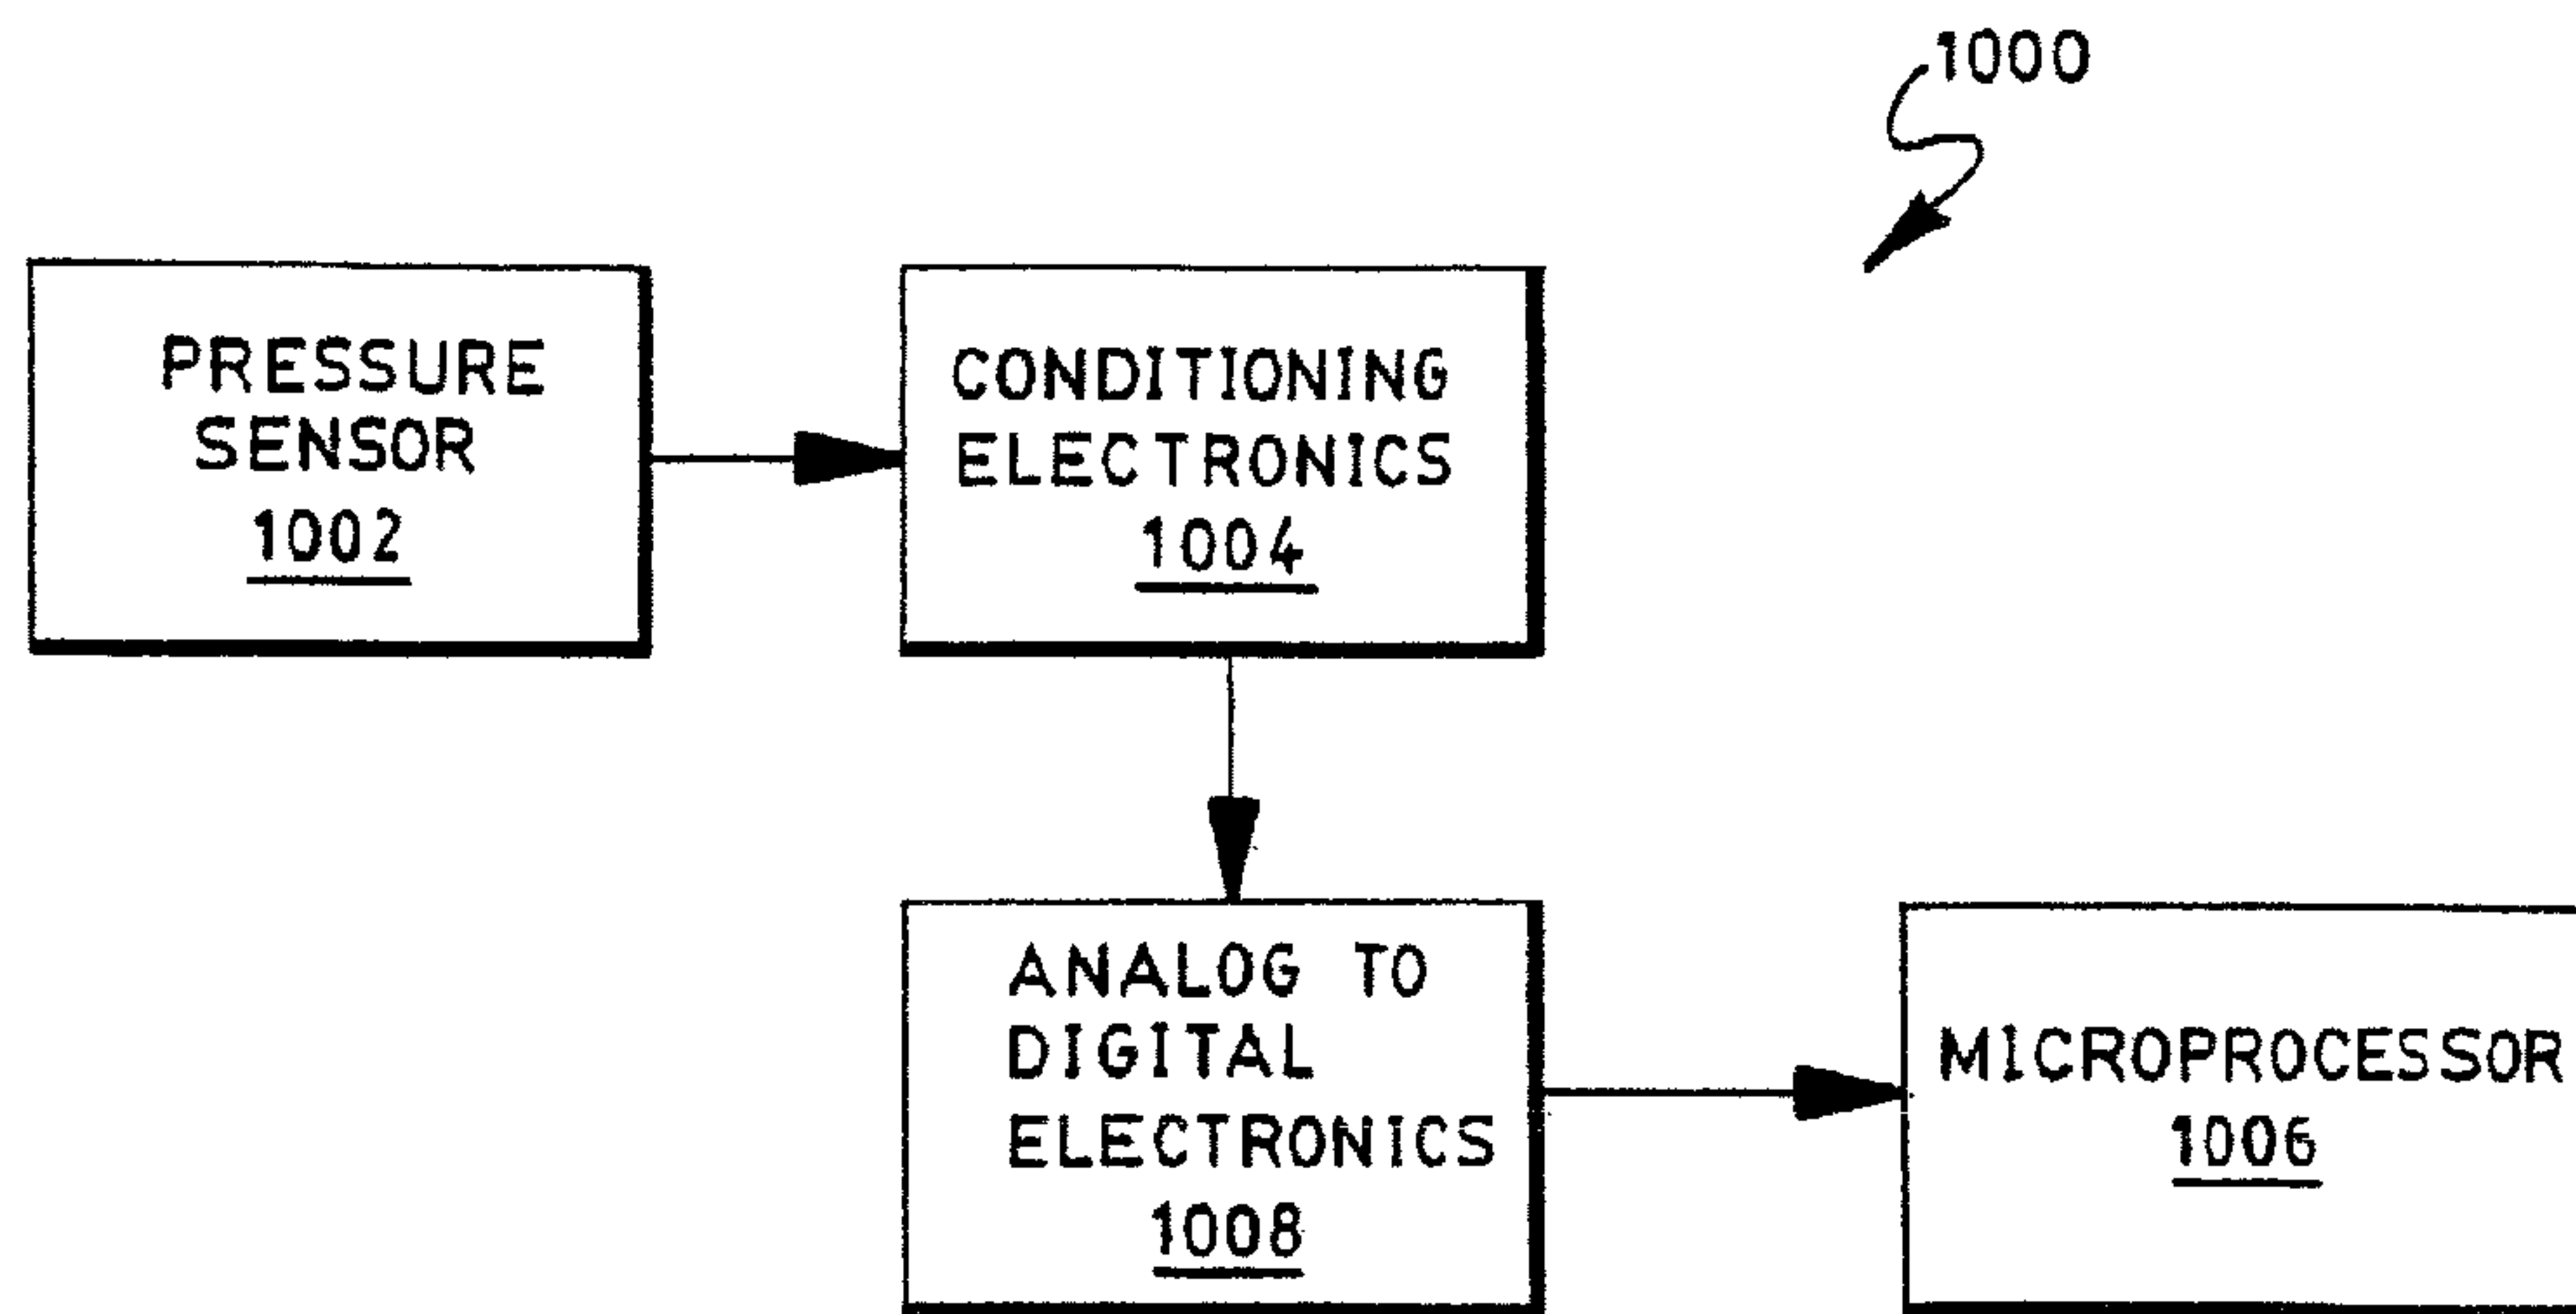 1000
PRESSURE
SENSOR
1002
CONDITIONING
ELECTRONICS
1004
ANALOG TO
DIGITAL
ELECTRONICS
1008
MICROPROCESSOR
1006